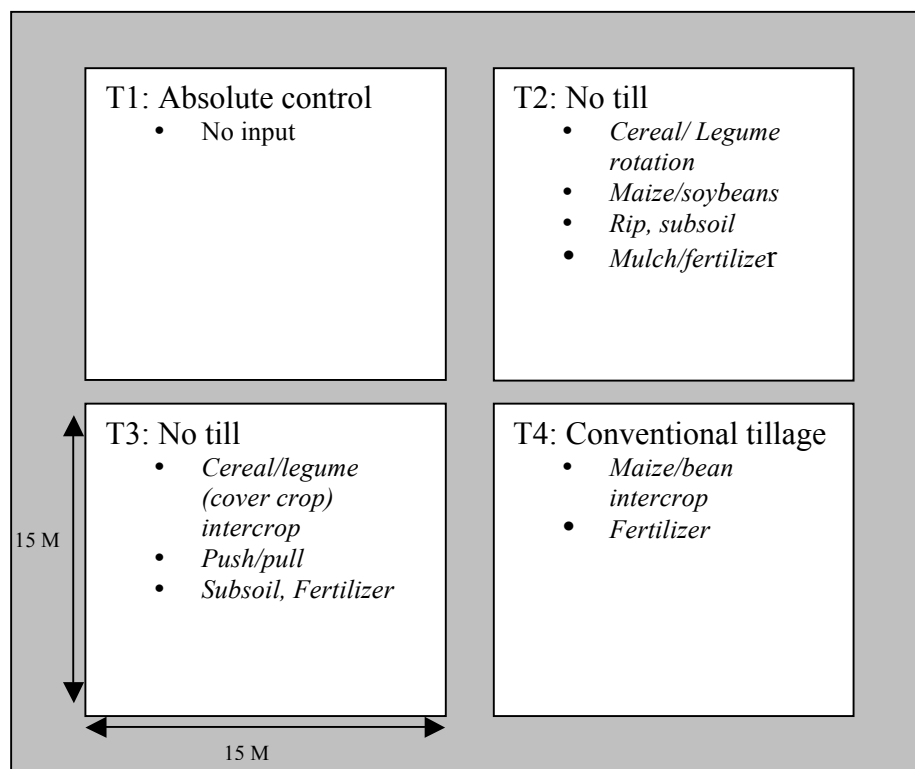 T1: Absolute control
• No input
T2: No till
• Cereal/ Legume
rotation
• Maize/soybeans
• Rip, subsoil
• Mulch/fertilizer
T3: No till
• Cereal/legume
(cover crop)
intercrop
• Push/pull
• Subsoil, Fertilizer
T4: Conventional tillage
• Maize/bean
intercrop
• Fertilizer
15 M
15 M